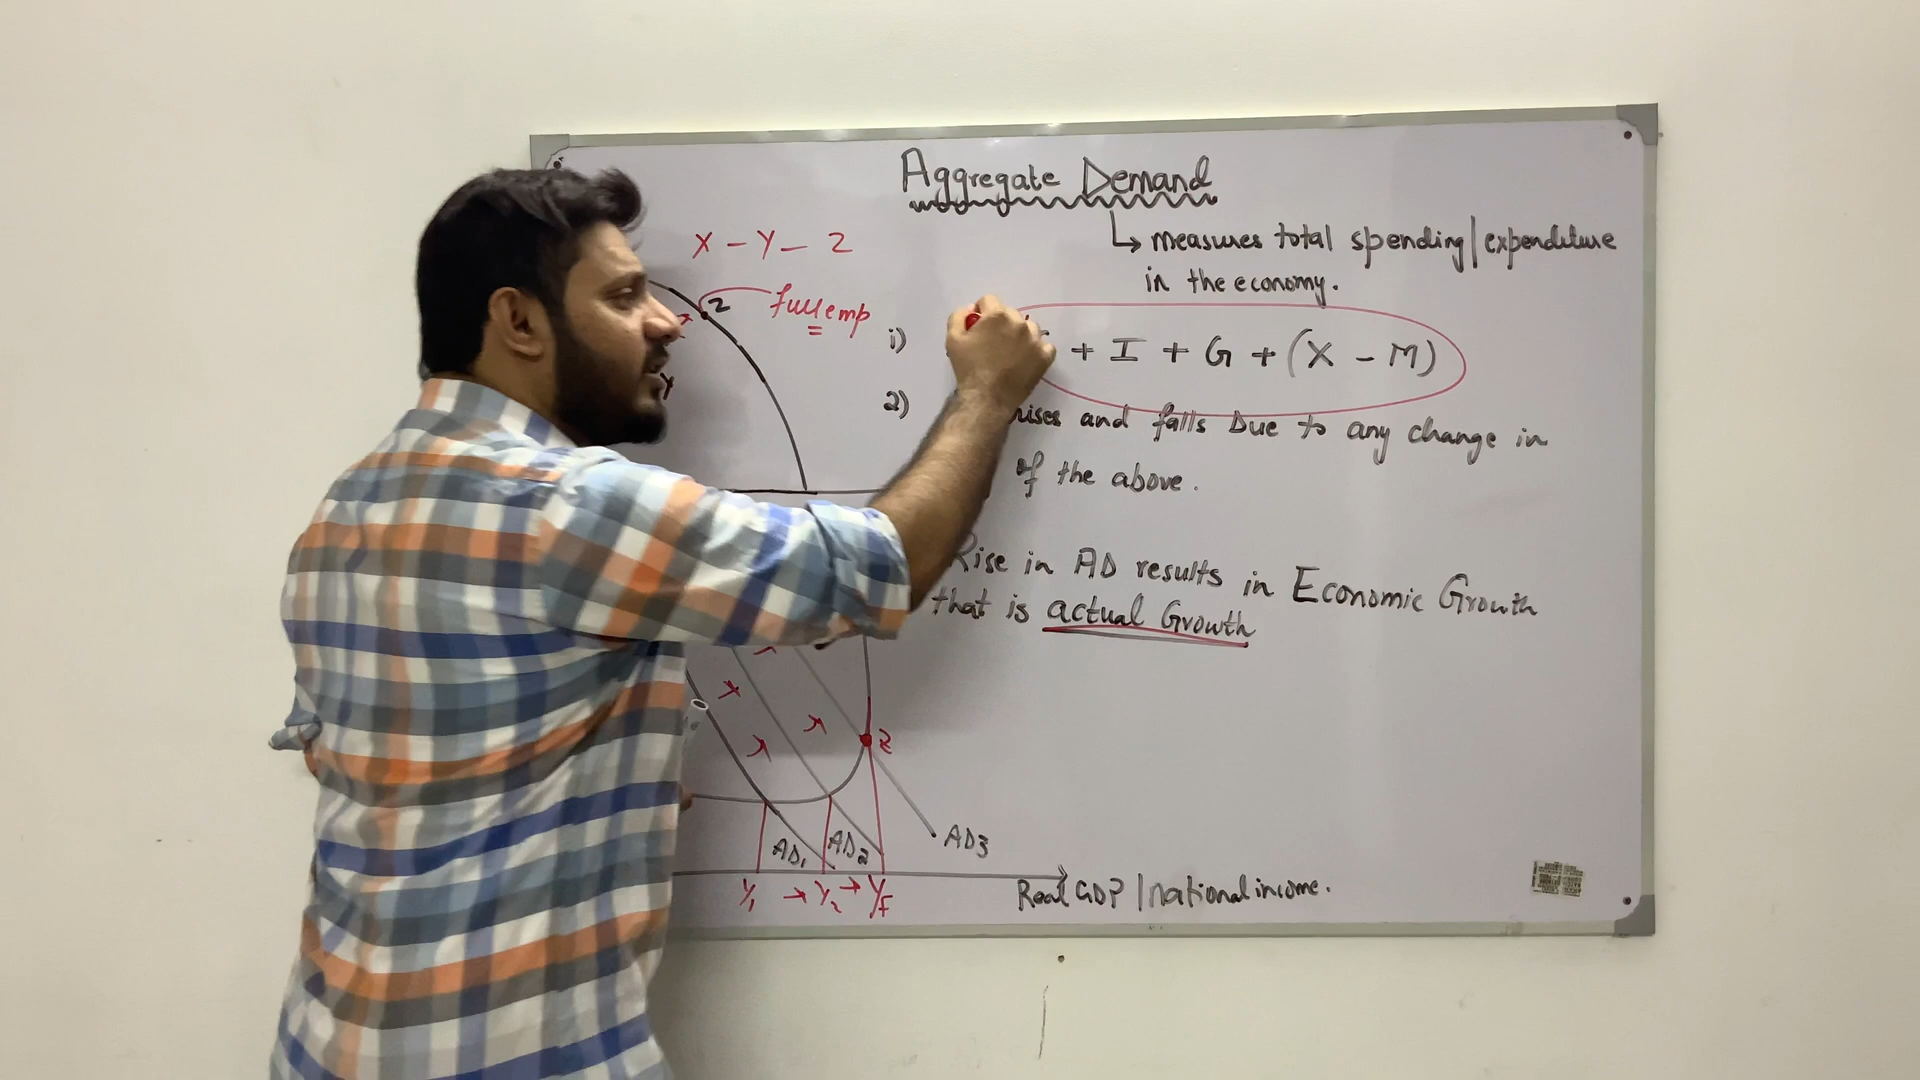 Aggregate Demand
↳ measures total spending/expenditure
in the economy.
X - Y - Z
Z
full emp
Y
i) + I + G + (X - M)
2) rises and falls Due to any change in
of the above.
Rise in AD results in Economic Growth
that is actual Growth
Z
AD1 AD2 AD3
Y1 → Y2 → YF
Real GDP/national income.